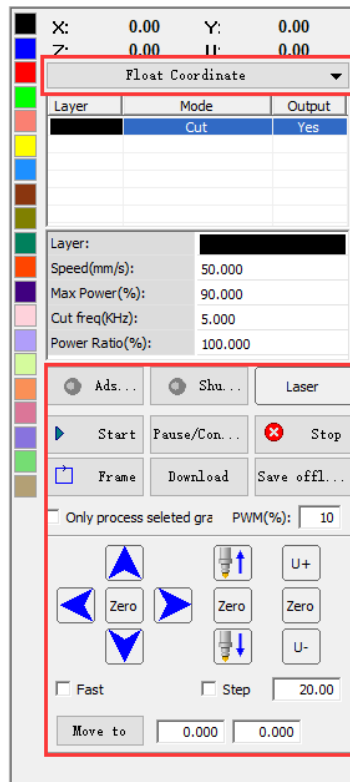 X: 0.00 Y: 0.00
Z: 0.00 U: 0.00
Float Coordinate
Layer Mode Output
Cut Yes
Layer:
Speed(mm/s): 50.000
Max Power(%): 90.000
Cut freq(KHz): 5.000
Power Ratio(%): 100.000
Ads... Shu... Laser
Start Pause/Con... Stop
Frame Download Save offl...
Only process seleted gra PWM(%): 10
U+
Zero Zero Zero
U-
Fast Step 20.00
Move to 0.000 0.000